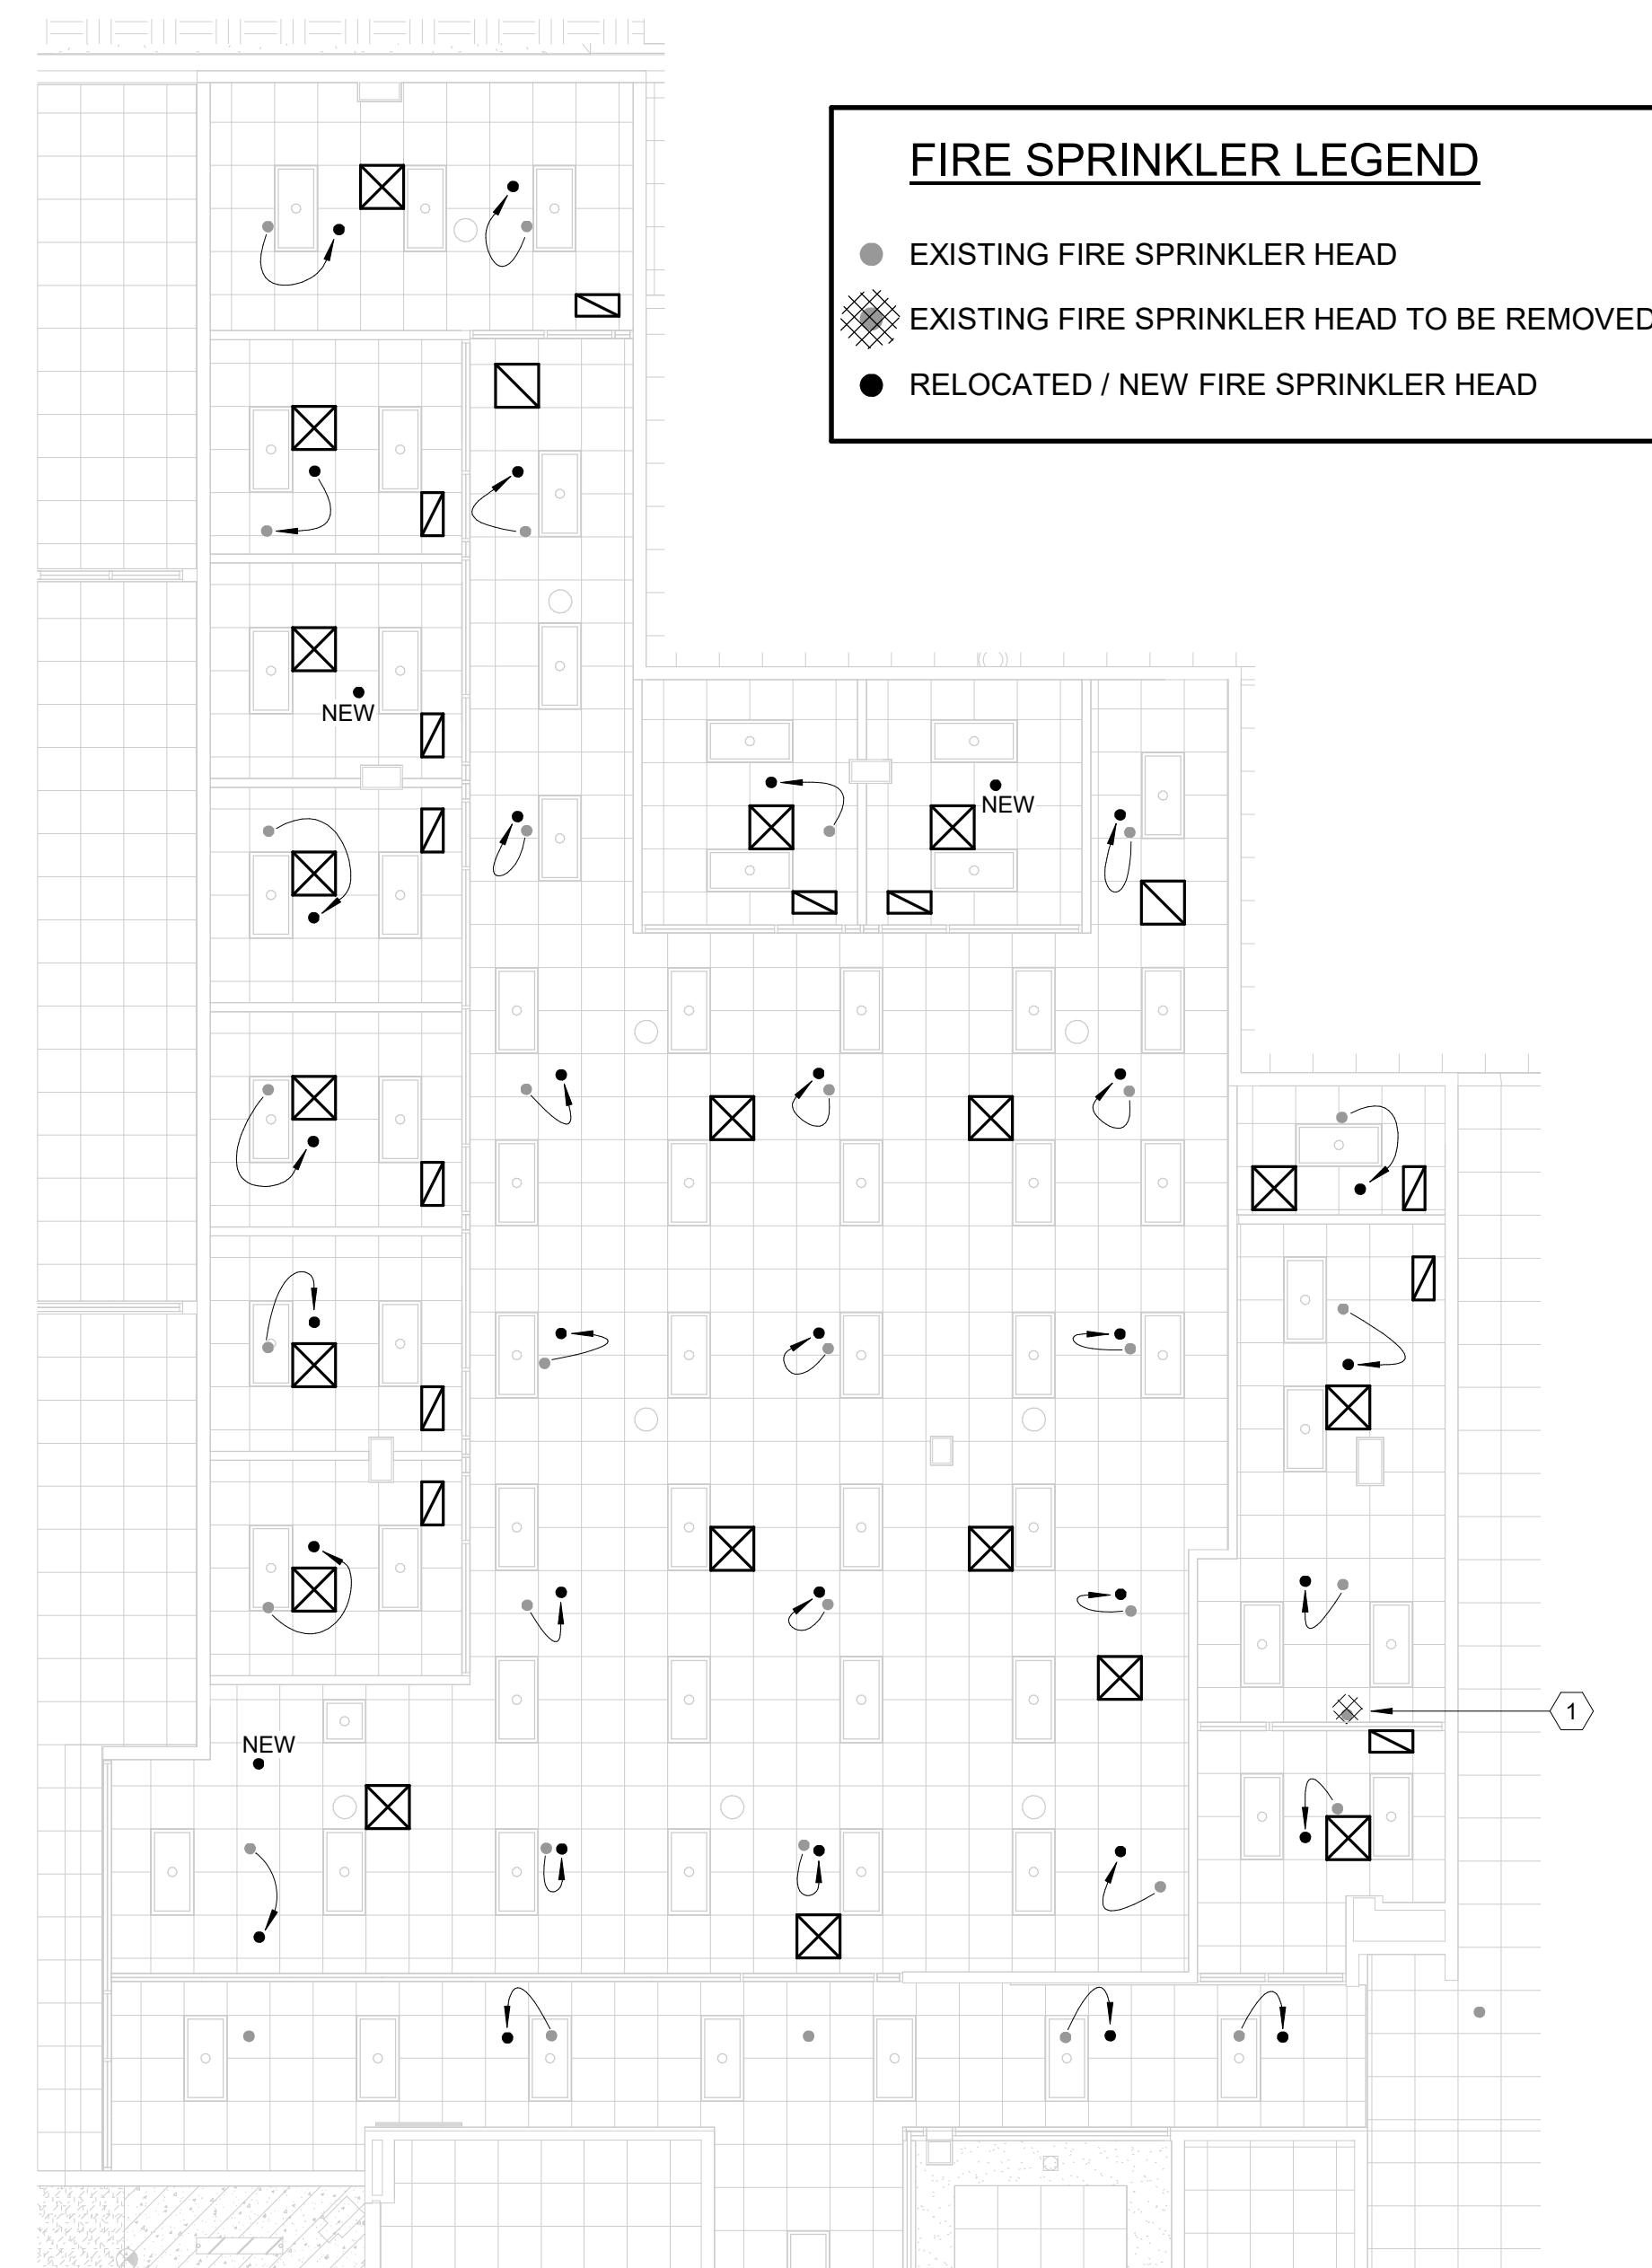 FIRE SPRINKLER LEGEND
EXISTING FIRE SPRINKLER HEAD
EXISTING FIRE SPRINKLER HEAD TO BE REMOVED
RELOCATED / NEW FIRE SPRINKLER HEAD
NEW
NEW
1
NEW